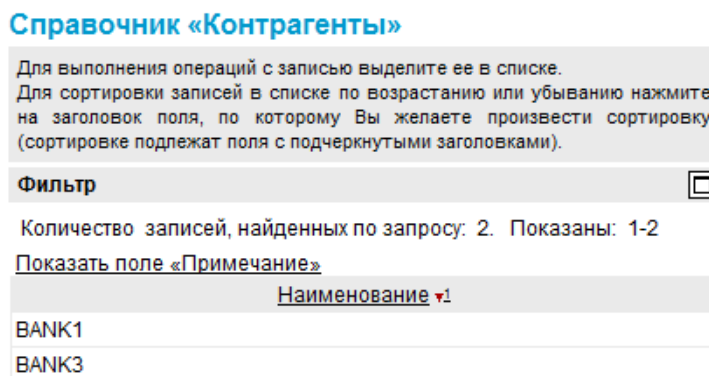 Справочник «Контрагенты»
Для выполнения операций с записью выделите ее в списке.
Для сортировки записей в списке по возрастанию или убыванию нажмите
на заголовок поля, по которому Вы желаете произвести сортировку
(сортировке подлежат поля с подчеркнутыми заголовками).
Фильтр
Количество записей, найденных по запросу: 2. Показаны: 1-2
Показать поле «Примечание»
Наименование ▼1
BANK1
BANK3